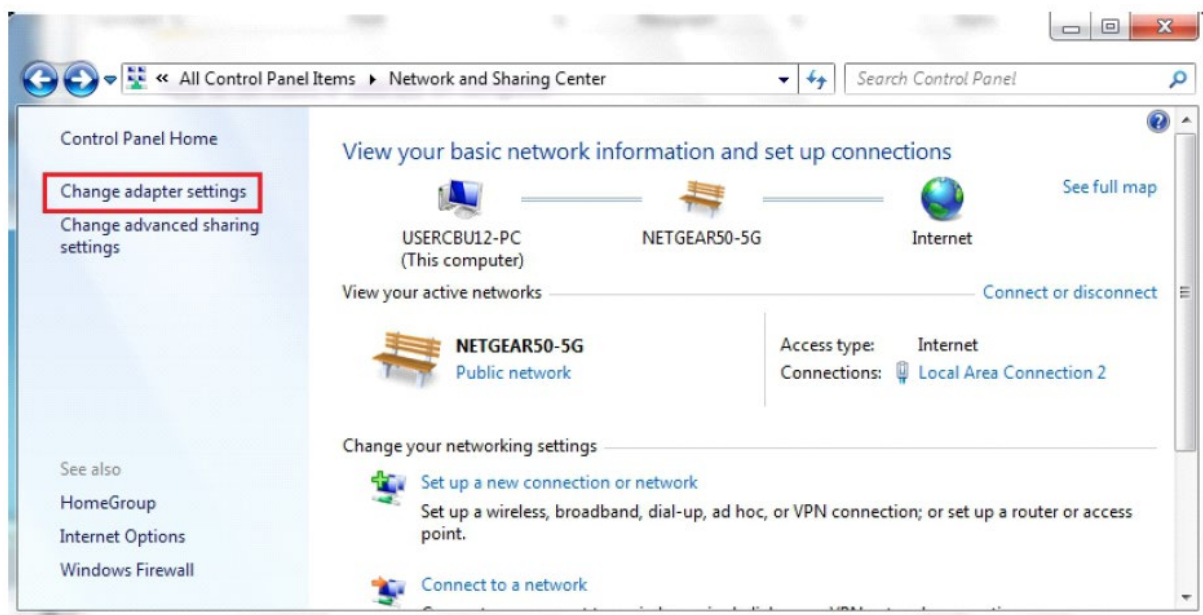 « All Control Panel Items ▸ Network and Sharing Center
Search Control Panel
Control Panel Home
Change adapter settings
Change advanced sharing
settings
See also
HomeGroup
Internet Options
Windows Firewall
View your basic network information and set up connections
See full map
USERCBU12-PC
(This computer)
NETGEAR50-5G
Internet
View your active networks
Connect or disconnect
NETGEAR50-5G
Public network
Access type: Internet
Connections: Local Area Connection 2
Change your networking settings
Set up a new connection or network
Set up a wireless, broadband, dial-up, ad hoc, or VPN connection; or set up a router or access
point.
Connect to a network